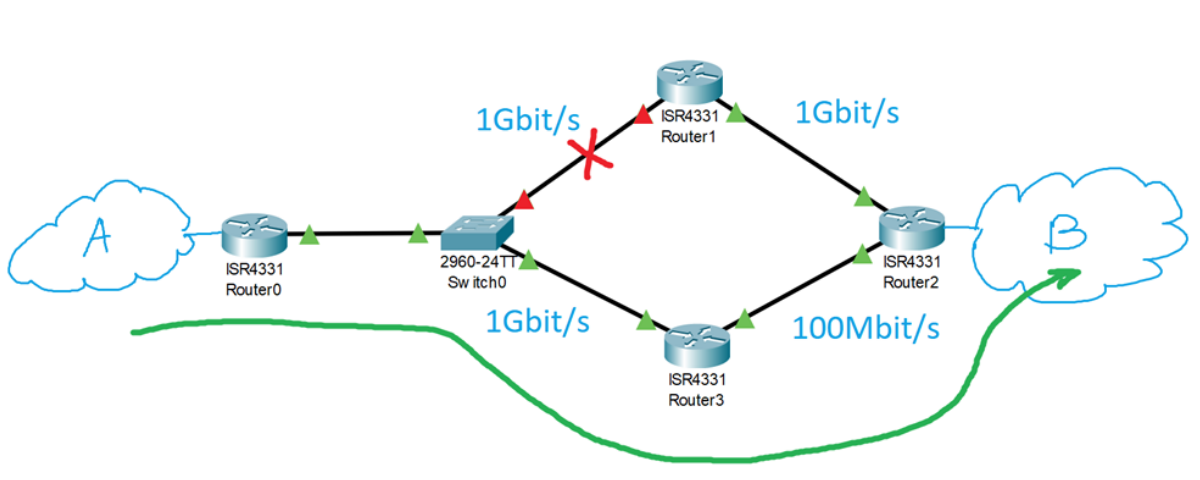 ISR4331
Router1
1Gbit/s
1Gbit/s
A
ISR4331
Router0
2960-24TT
Switch0
ISR4331
Router2
B
1Gbit/s
100Mbit/s
ISR4331
Router3